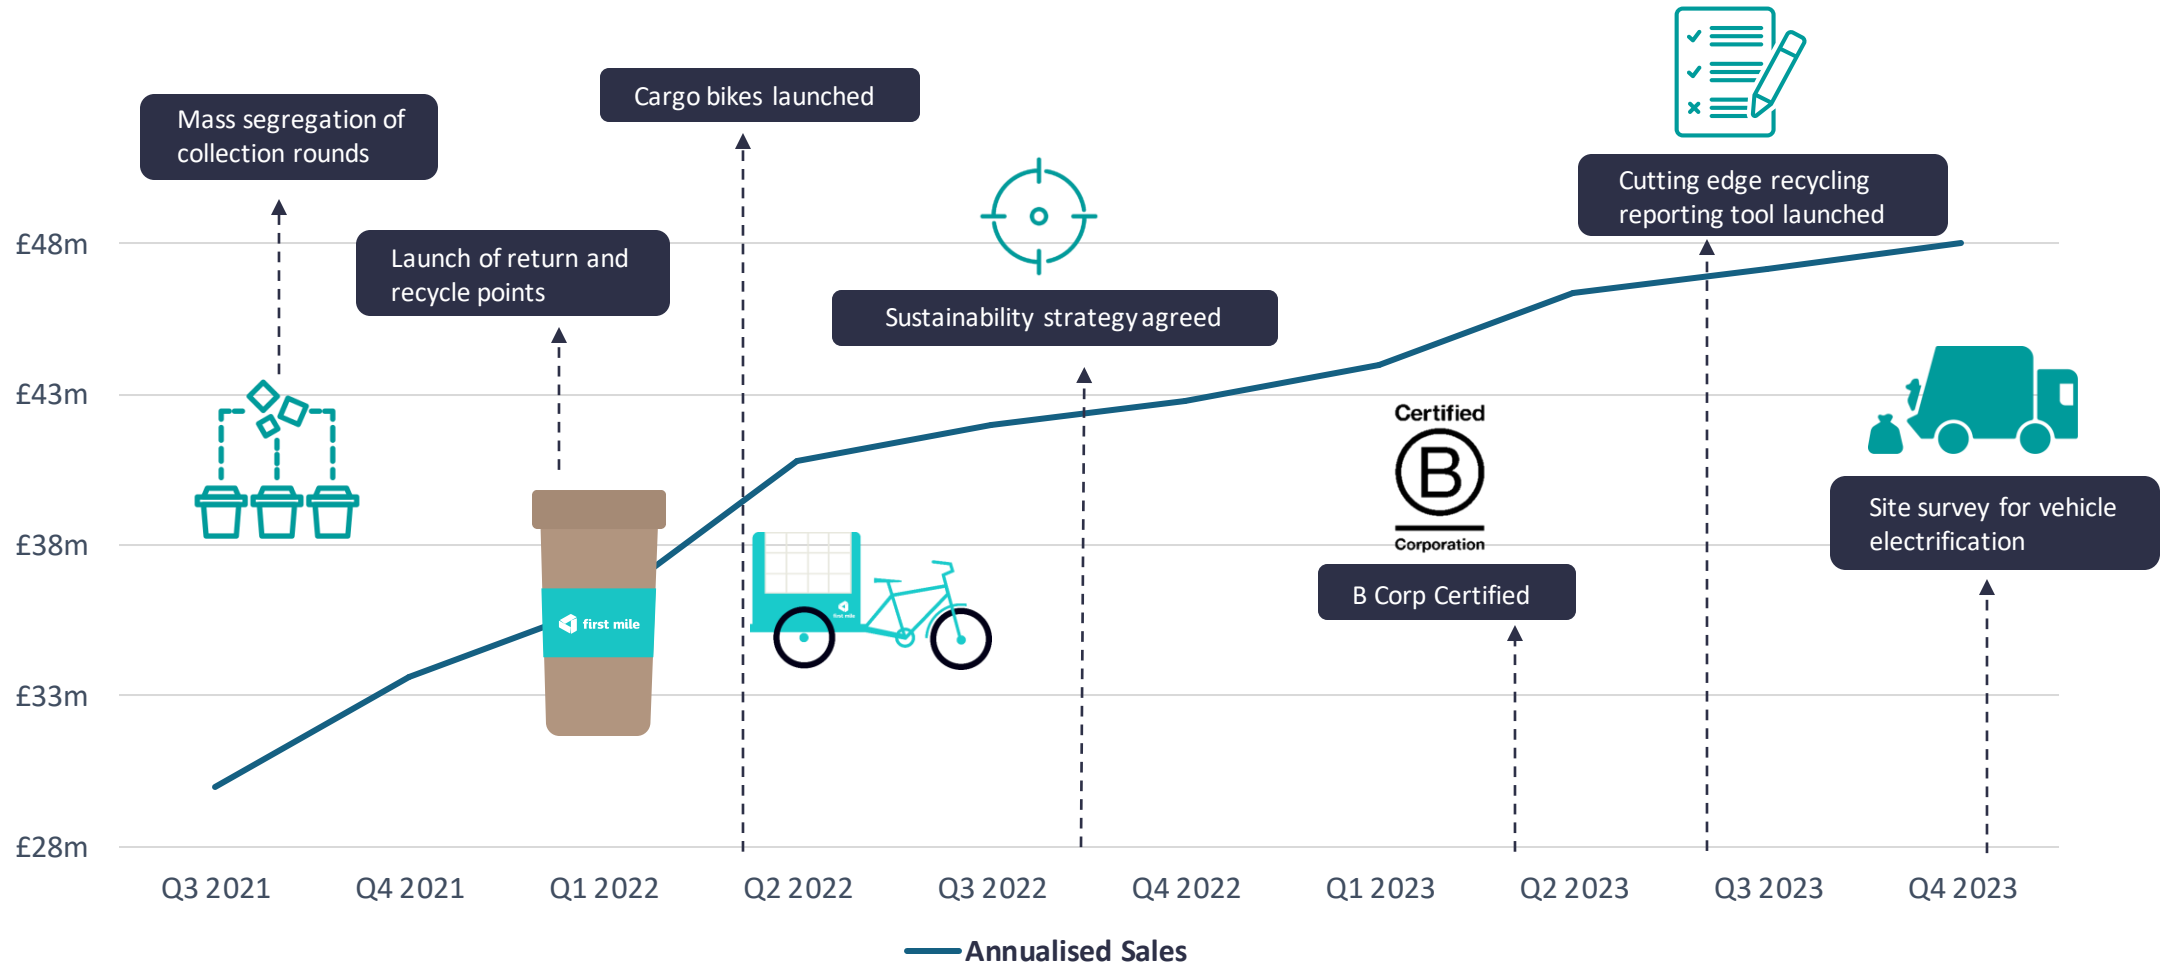 Cargo bikes launched
Mass segregation of
collection rounds
Cutting edge recycling
reporting tool launched
£48m
Launch of return and
recycle points
Sustainability strategy agreed
£43m
Certified
B
Corporation
Site survey for vehicle
electrification
£38m
B Corp Certified
first mile
first mile
£33m
£28m
Q3 2021
Q4 2021
Q1 2022
Q2 2022
Q3 2022
Q4 2022
Q1 2023
Q2 2023
Q3 2023
Q4 2023
Annualised Sales